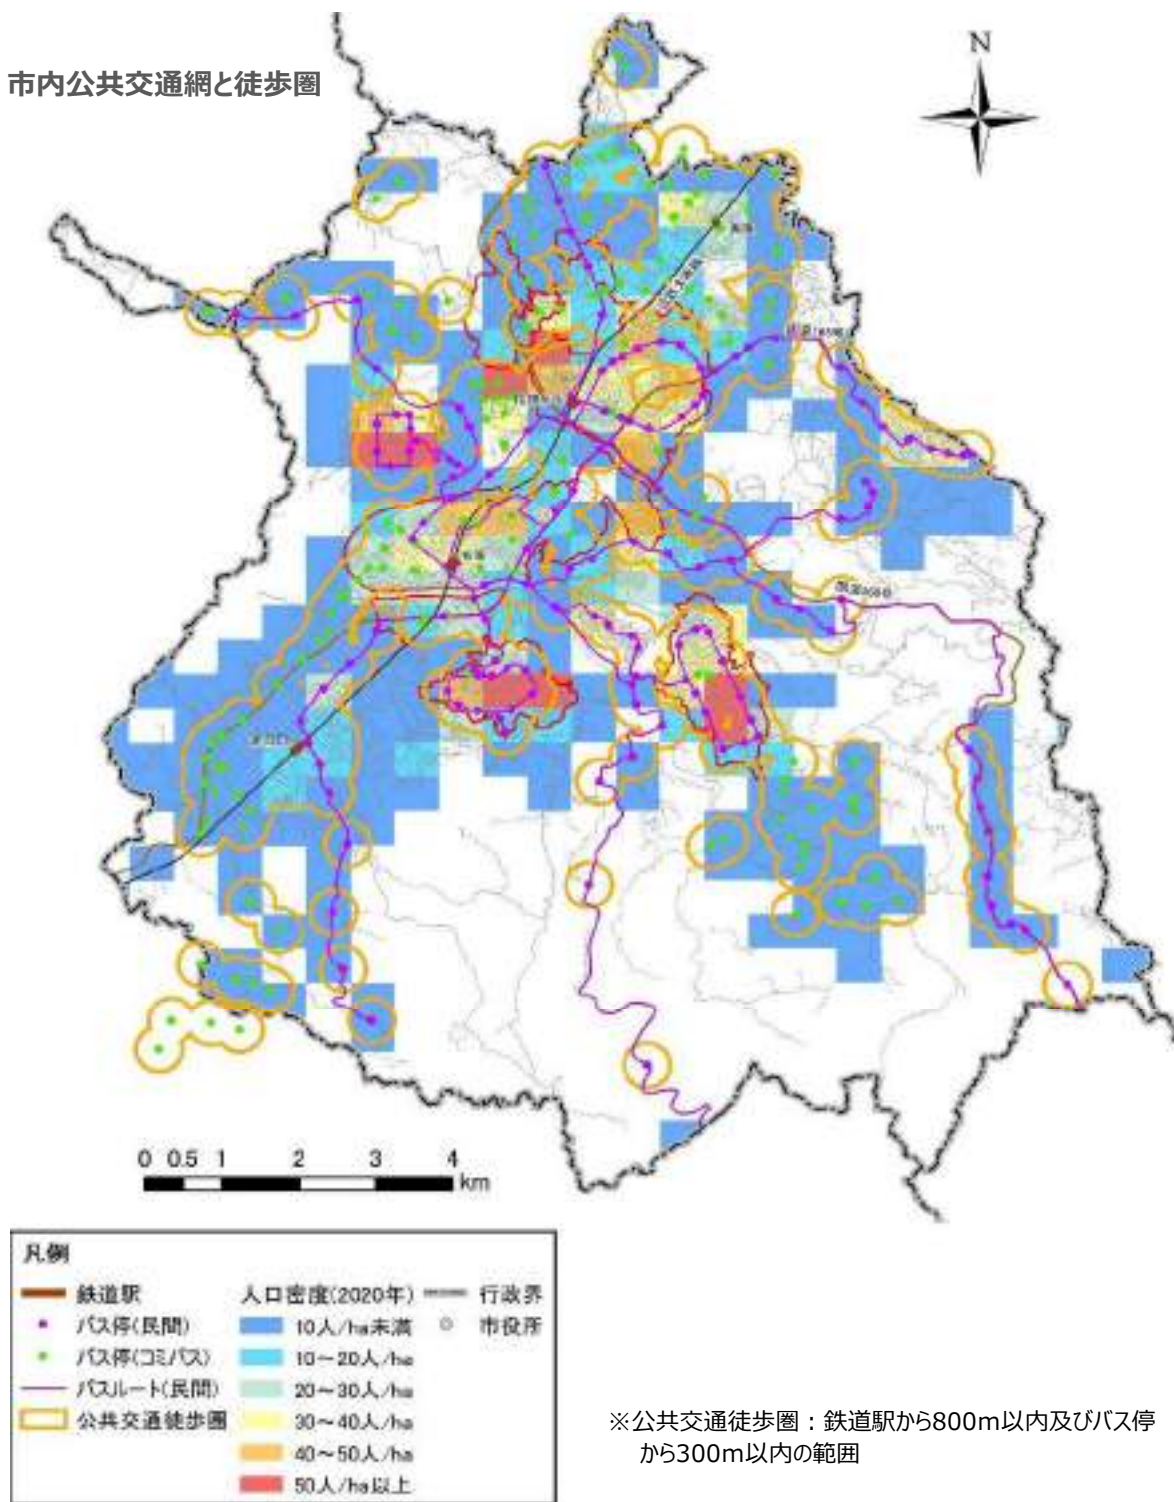 市内公共交通網と徒歩圏
N
0 0.5 1 2 3 4
km
凡例
鉄道駅
バス停(民間)
バス停(コミバス)
バスルート(民間)
公共交通徒歩圏
人口密度(2020年)
10人/ha未満
10～20人/ha
20～30人/ha
30～40人/ha
40～50人/ha
50人/ha以上
行政界
市役所
※公共交通徒歩圏：鉄道駅から800m以内及びバス停
から300m以内の範囲